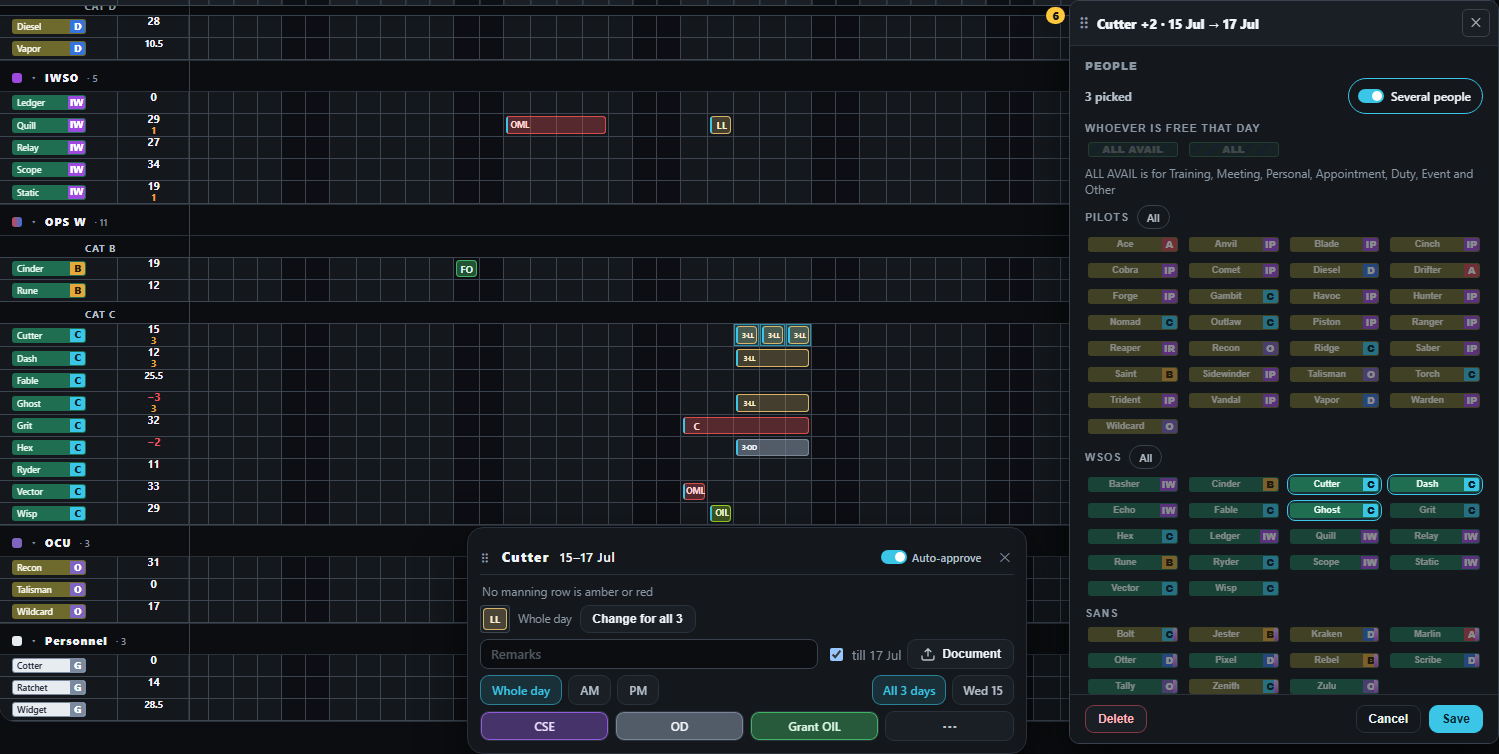 CAT D
Diesel D 28
Vapor D 10.5
IWSO · 5
Ledger IW 0
Quill IW 29 1 OML LL
Relay IW 27
Scope IW 34
Static IW 19 1
OPS W · 11
CAT B
Cinder B 19 FO
Rune B 12
CAT C
Cutter C 15 3 3·LL 3·LL 3·LL
Dash C 12 3 3·LL
Fable C 25.5
Ghost C −3 3 3·LL
Grit C 32 C
Hex C −2 3·OD
Ryder C 11
Vector C 33 OML
Wisp C 29 OIL
OCU · 3
Recon O 31
Talisman O 0
Wildcard O 17
Personnel · 3
Cotter G 0
Ratchet G 14
Widget G 28.5
6
Cutter 15–17 Jul Auto-approve
No manning row is amber or red
LL Whole day Change for all 3
Remarks till 17 Jul Document
Whole day AM PM All 3 days Wed 15
CSE OD Grant OIL ---
Cutter +2 · 15 Jul → 17 Jul
PEOPLE
3 picked Several people
WHOEVER IS FREE THAT DAY
ALL AVAIL ALL
ALL AVAIL is for Training, Meeting, Personal, Appointment, Duty, Event and
Other
PILOTS All
Ace A Anvil IP Blade IP Cinch IP
Cobra IP Comet IP Diesel D Drifter A
Forge IP Gambit C Havoc IP Hunter IP
Nomad C Outlaw C Piston IP Ranger IP
Reaper IR Recon O Ridge C Saber IP
Saint B Sidewinder IP Talisman O Torch C
Trident IP Vandal IP Vapor D Warden IP
Wildcard O
WSOS All
Basher IW Cinder B Cutter C Dash C
Echo IW Fable C Ghost C Grit C
Hex C Ledger IW Quill IW Relay IW
Rune B Ryder C Scope IW Static IW
Vector C Wisp C
SANS
Bolt C Jester B Kraken D Marlin A
Otter D Pixel D Rebel B Scribe D
Tally O Zenith C Zulu O
Delete Cancel Save